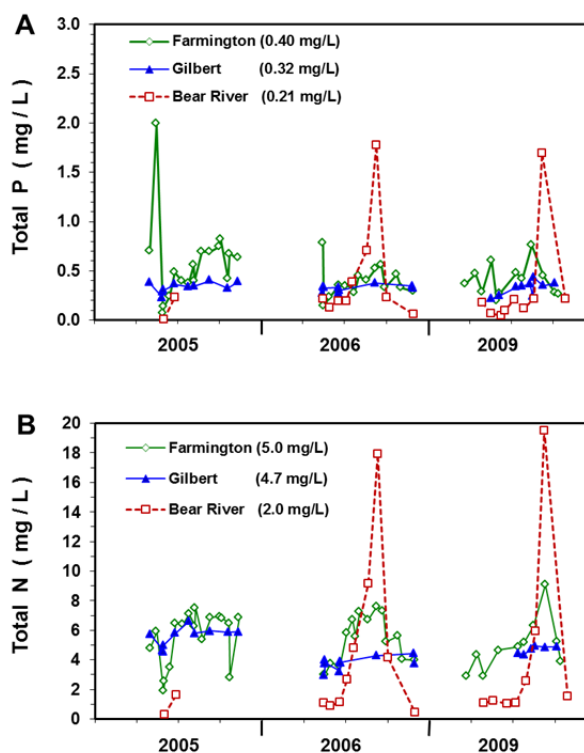 A
Total P ( mg / L )
3.0
2.5
2.0
1.5
1.0
0.5
0.0
Farmington (0.40 mg/L)
Gilbert (0.32 mg/L)
Bear River (0.21 mg/L)
2005 2006 2009
B
Total N ( mg / L )
20
18
16
14
12
10
8
6
4
2
0
Farmington (5.0 mg/L)
Gilbert (4.7 mg/L)
Bear River (2.0 mg/L)
2005 2006 2009